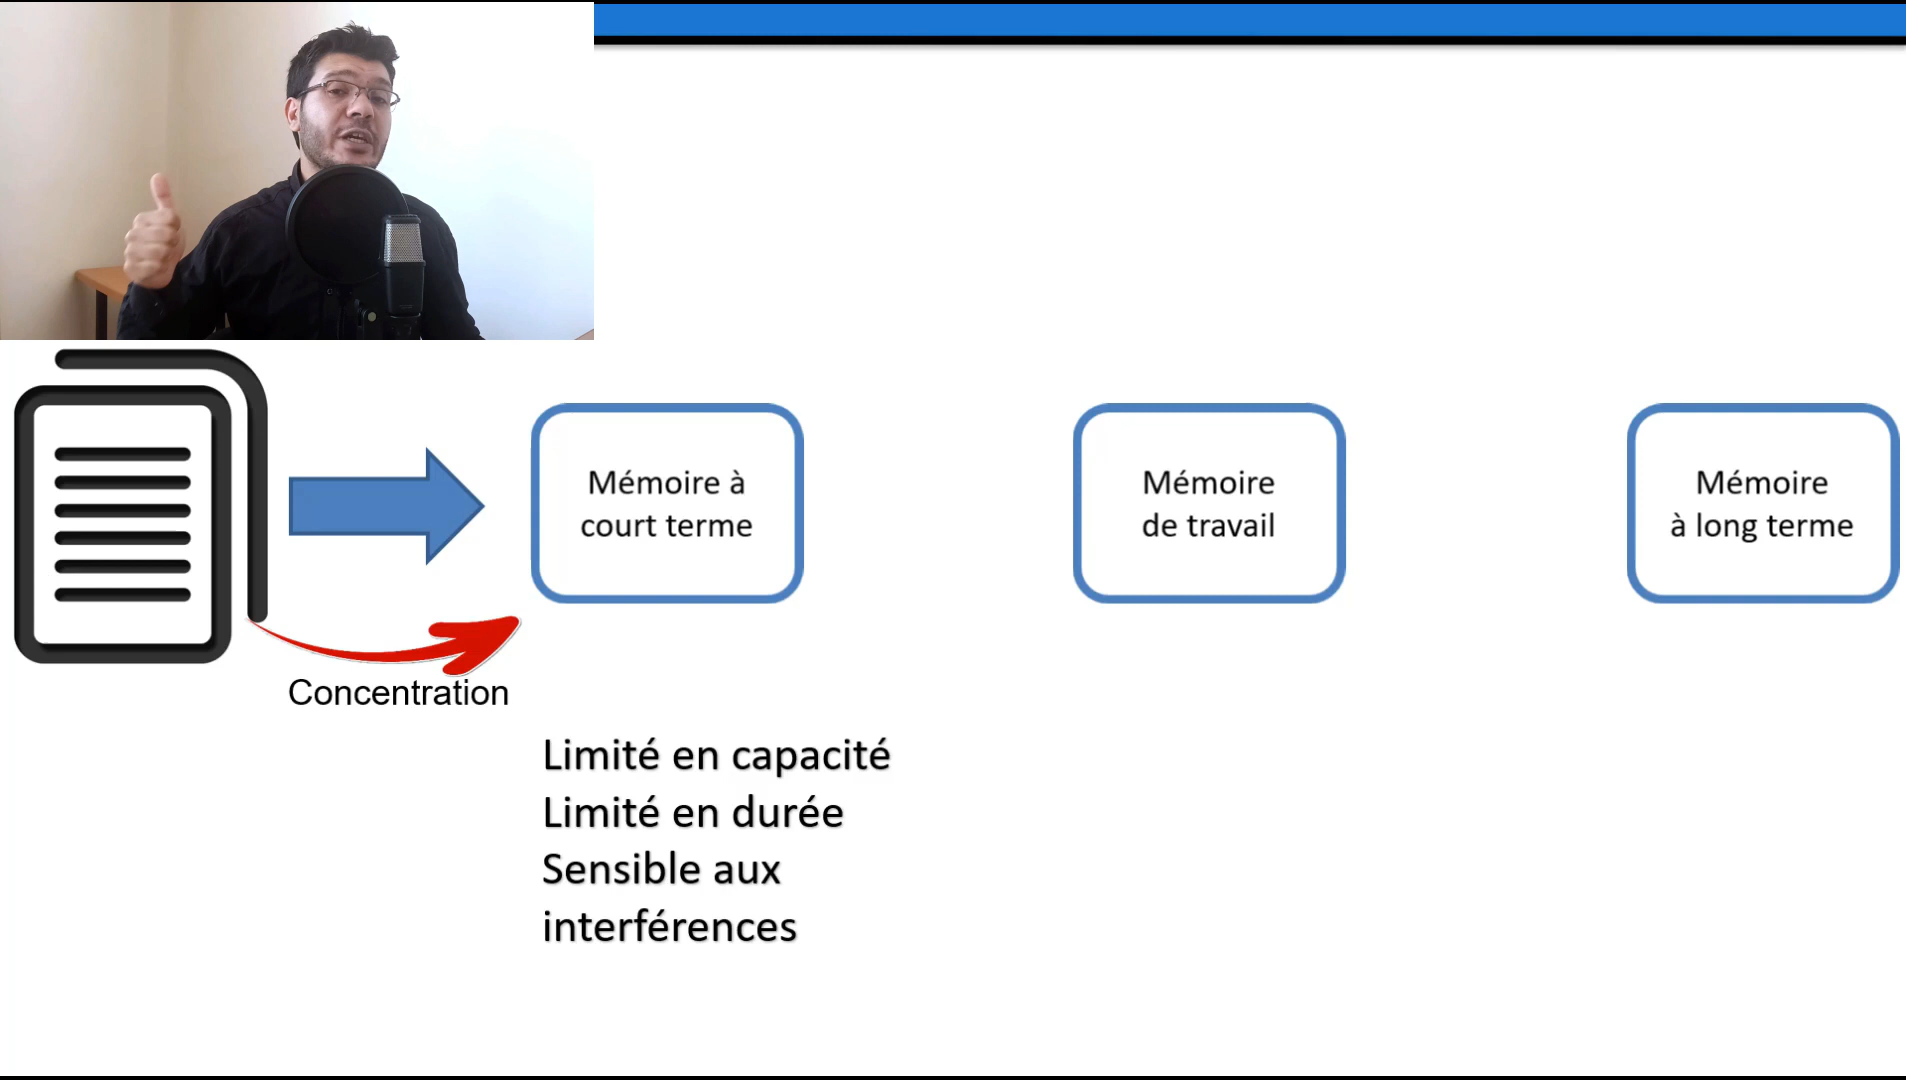 Mémoire à
court terme
Mémoire
de travail
Mémoire
à long terme
Concentration
Limité en capacité
Limité en durée
Sensible aux
interférences